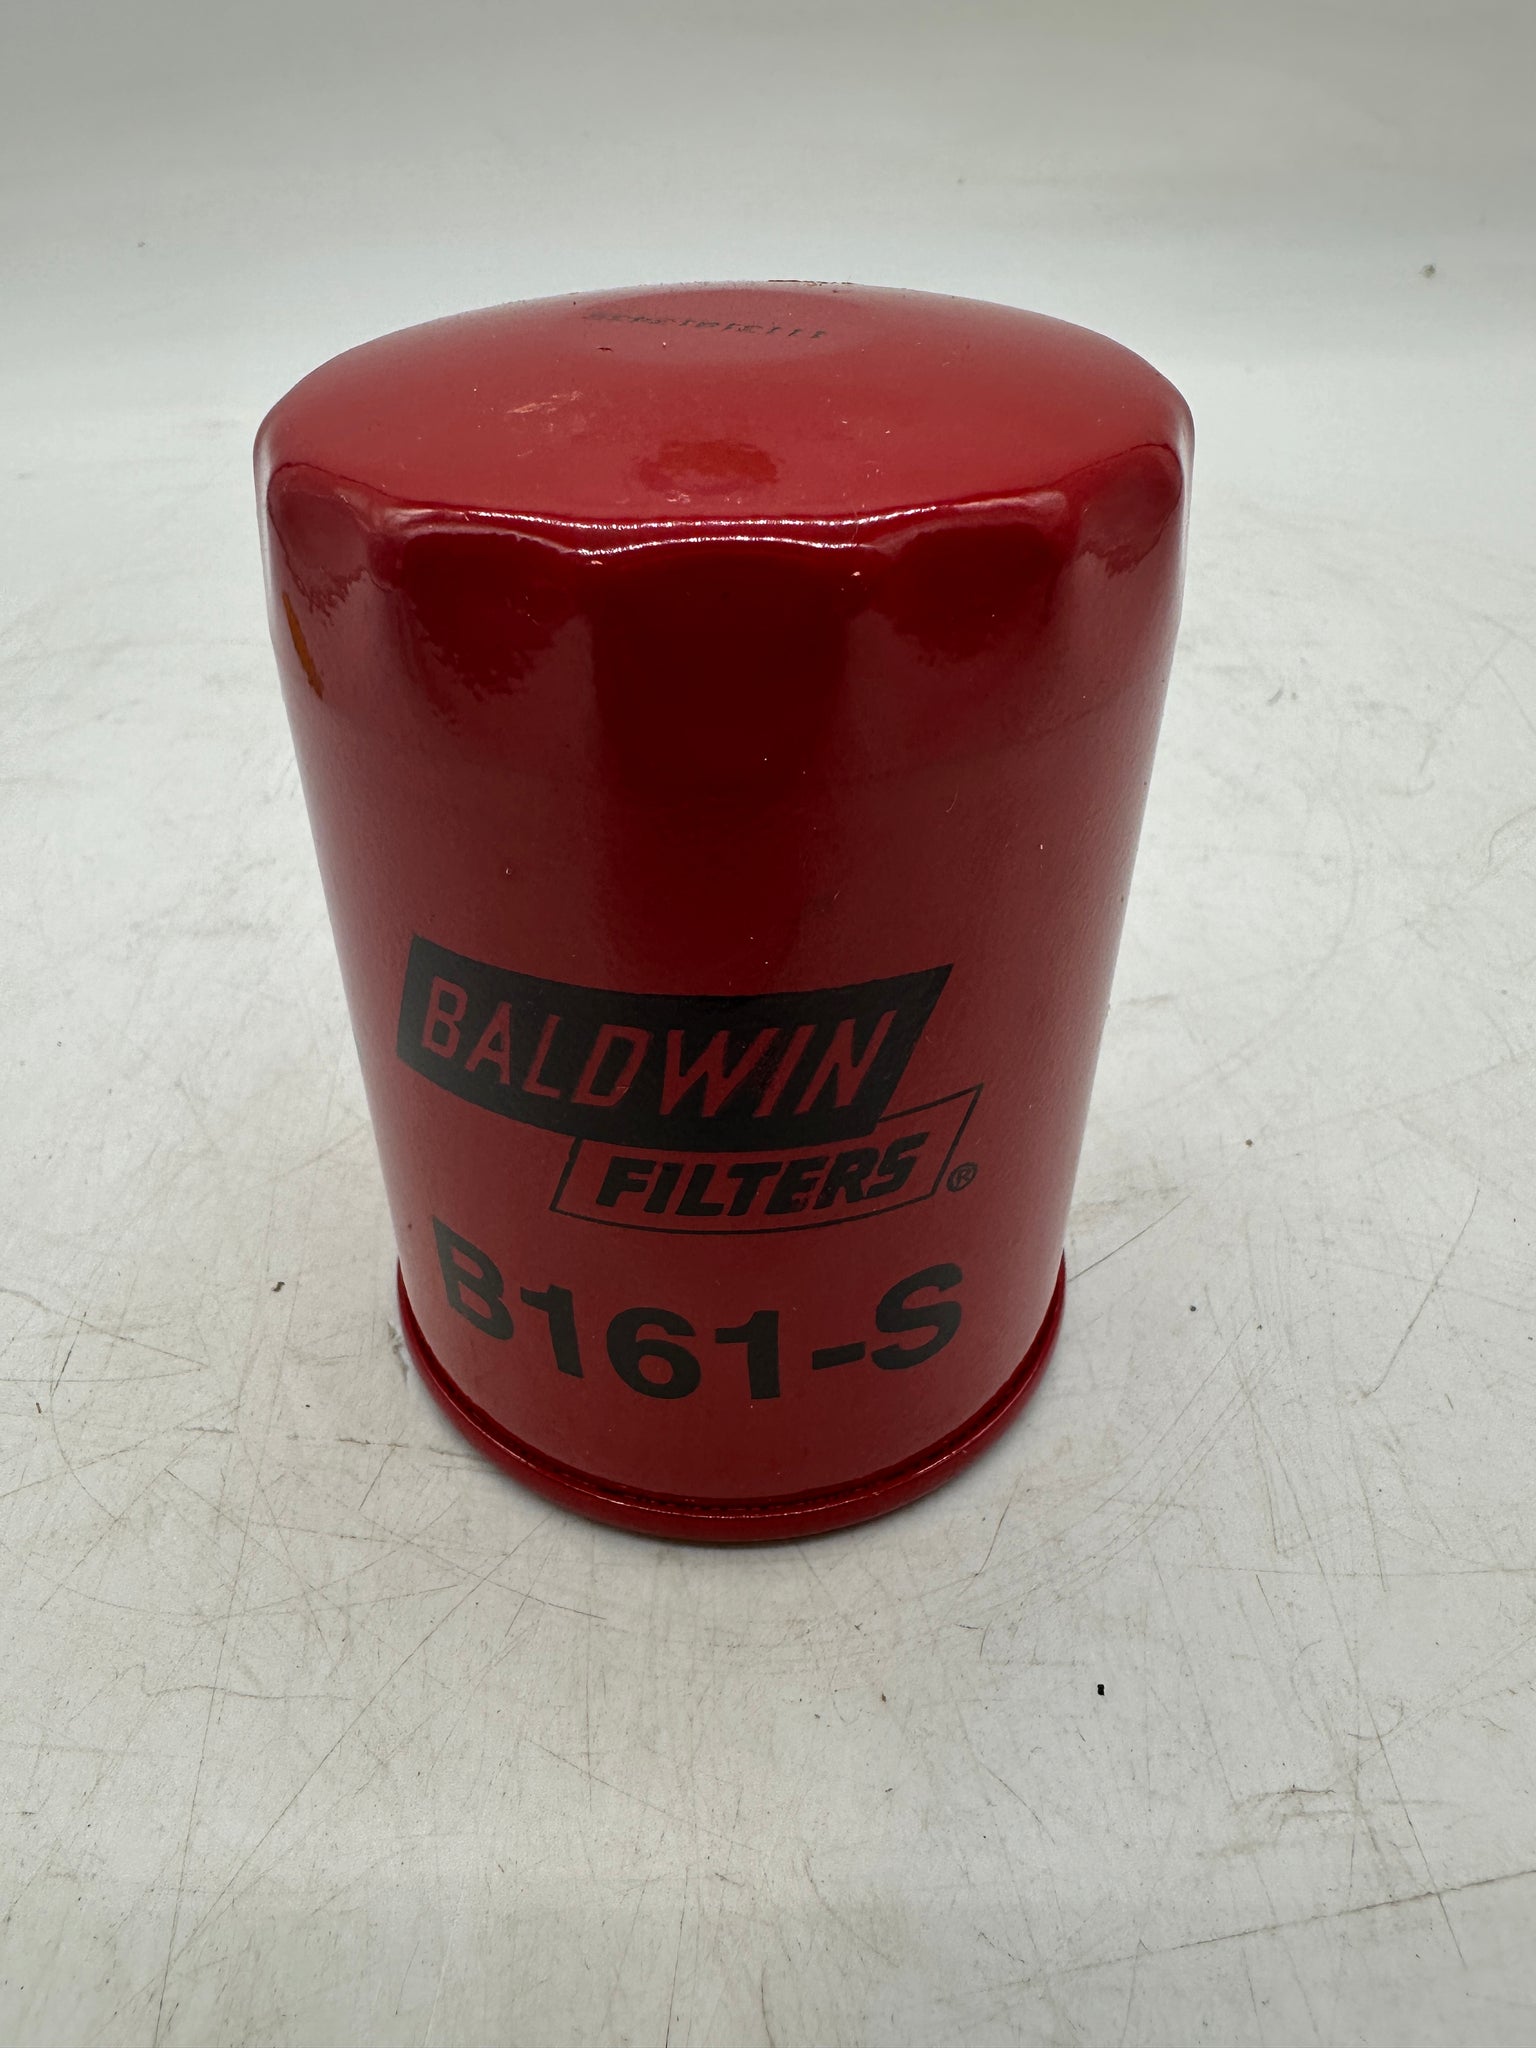 BALDWIN
FILTERS ®
B161-S